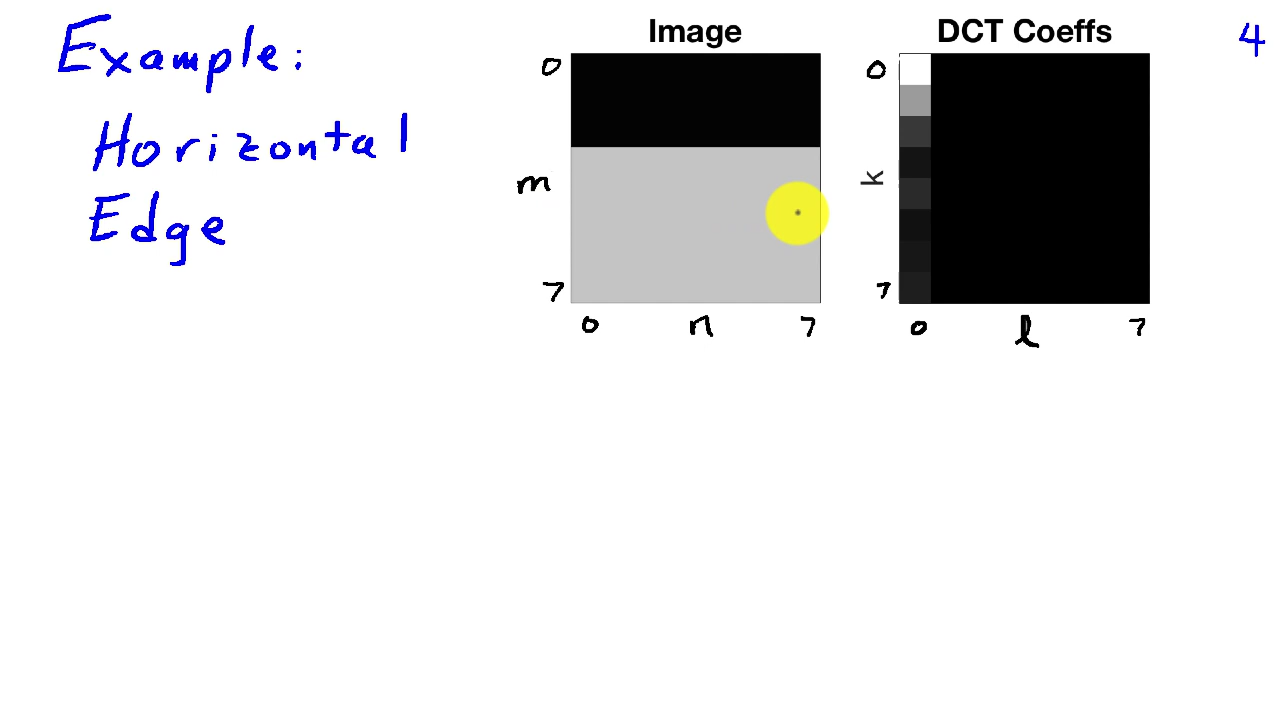 Example:
Horizontal
Edge
Image
0
m
7
0 n 7
DCT Coeffs
0
k
7
0 l 7
4